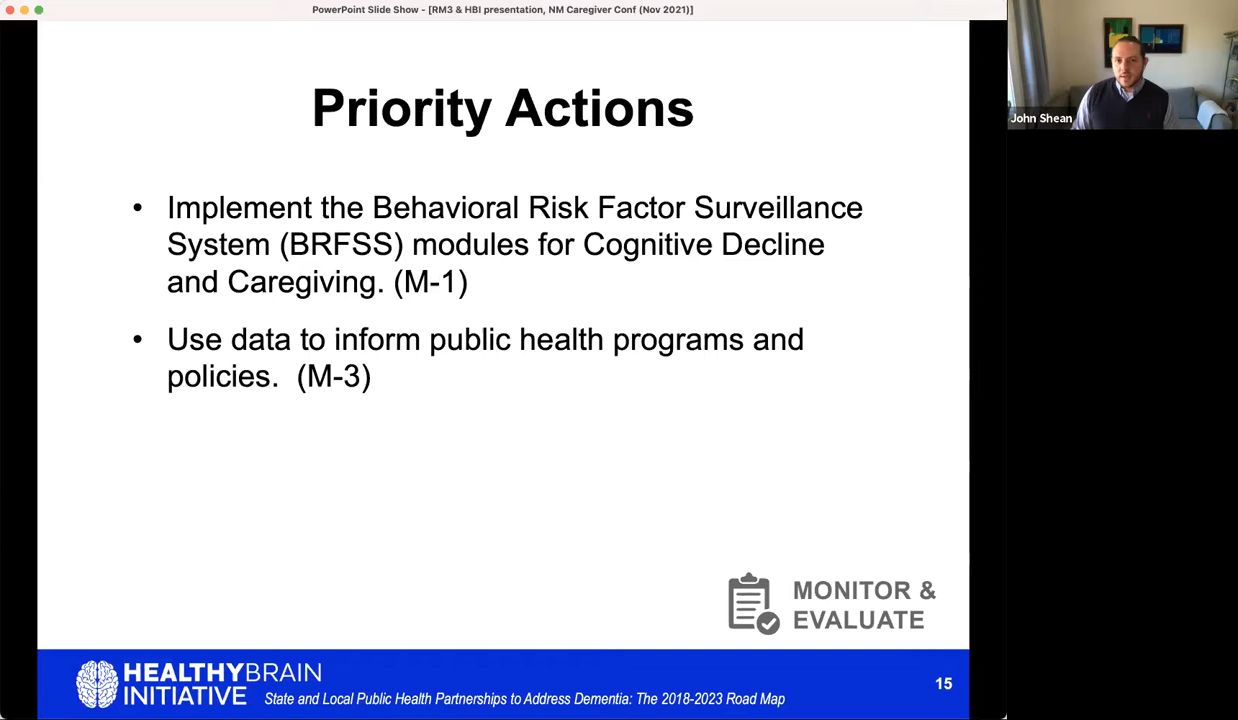 PowerPoint Slide Show - [RM3 & HBI presentation, NM Caregiver Conf (Nov 2021)]
John Shean
Priority Actions
• Implement the Behavioral Risk Factor Surveillance
System (BRFSS) modules for Cognitive Decline
and Caregiving. (M-1)
• Use data to inform public health programs and
policies.  (M-3)
MONITOR &
EVALUATE
HEALTHYBRAIN
INITIATIVE
State and Local Public Health Partnerships to Address Dementia: The 2018-2023 Road Map
15